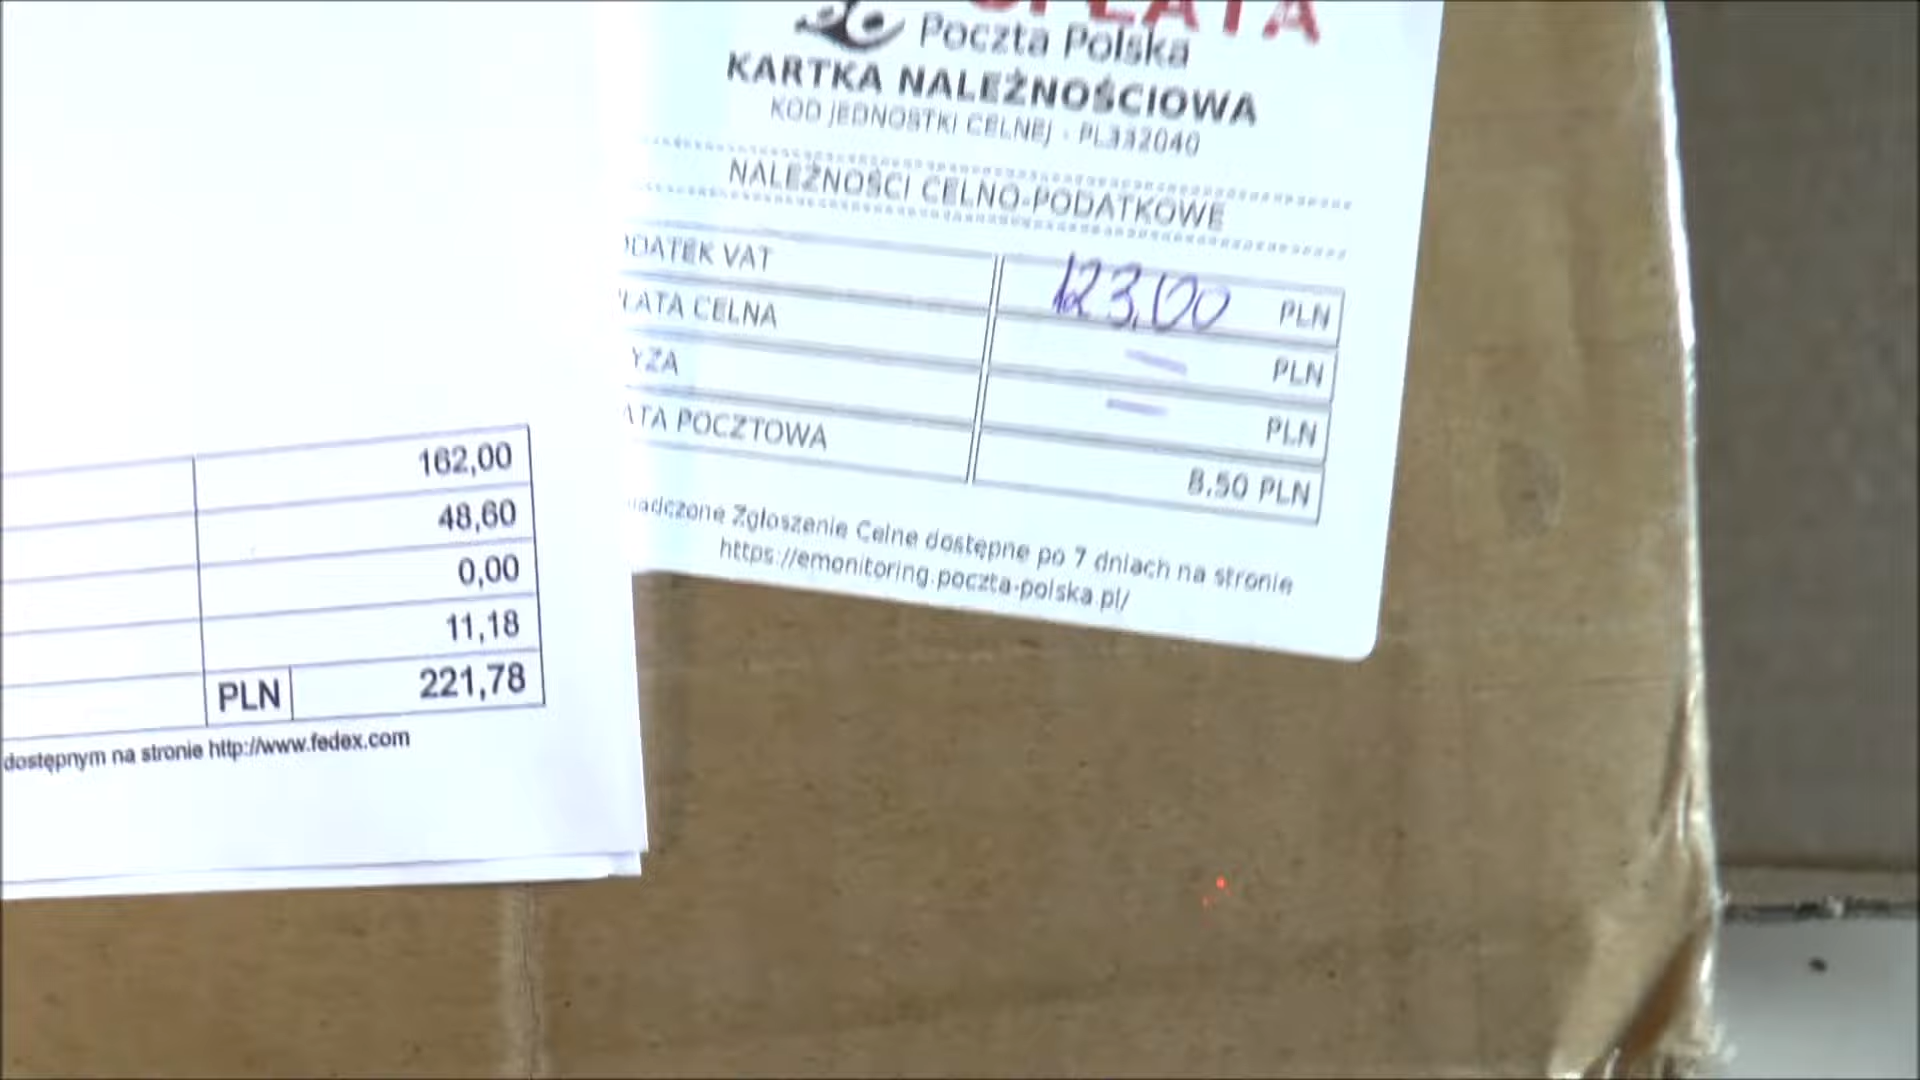 162,00
48,60
0,00
11,18
PLN 221,78
dostępnym na stronie http://www.fedex.com
Poczta Polska
KARTKA NALEŻNOŚCIOWA
KOD JEDNOSTKI CELNEJ - PL332040
NALEŻNOŚCI CELNO-PODATKOWE
DATEK VAT 123,00 PLN
ŁATA CELNA — PLN
YZA — PLN
ATA POCZTOWA 8,50 PLN
adczone Zgłoszenie Celne dostępne po 7 dniach na stronie
https://emonitoring.poczta-polska.pl/